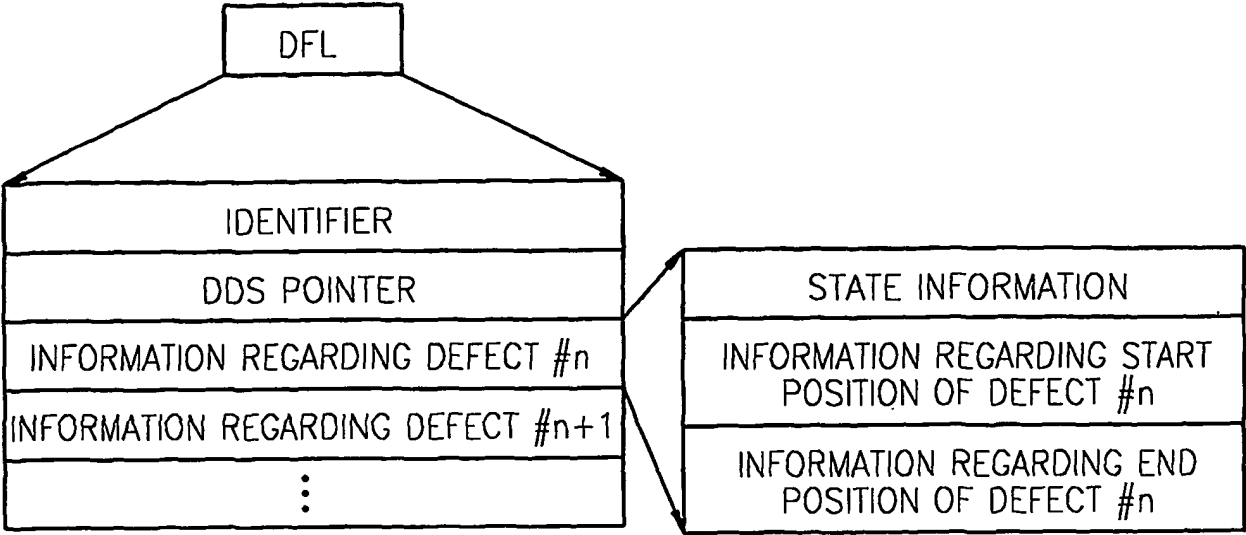 DFL
IDENTIFIER
DDS POINTER
INFORMATION REGARDING DEFECT #n
INFORMATION REGARDING DEFECT #n+1
STATE INFORMATION
INFORMATION REGARDING START
POSITION OF DEFECT #n
INFORMATION REGARDING END
POSITION OF DEFECT #n